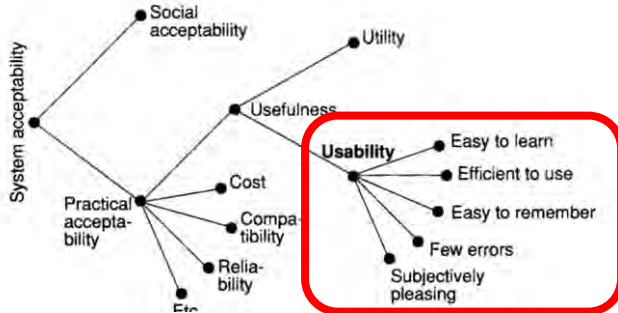 Social
acceptability
Utility
System acceptability
Usefulness
Usability
Easy to learn
Efficient to use
Easy to remember
Few errors
Subjectively
pleasing
Practical
accepta-
bility
Cost
Compa-
tibility
Relia-
bility
Etc